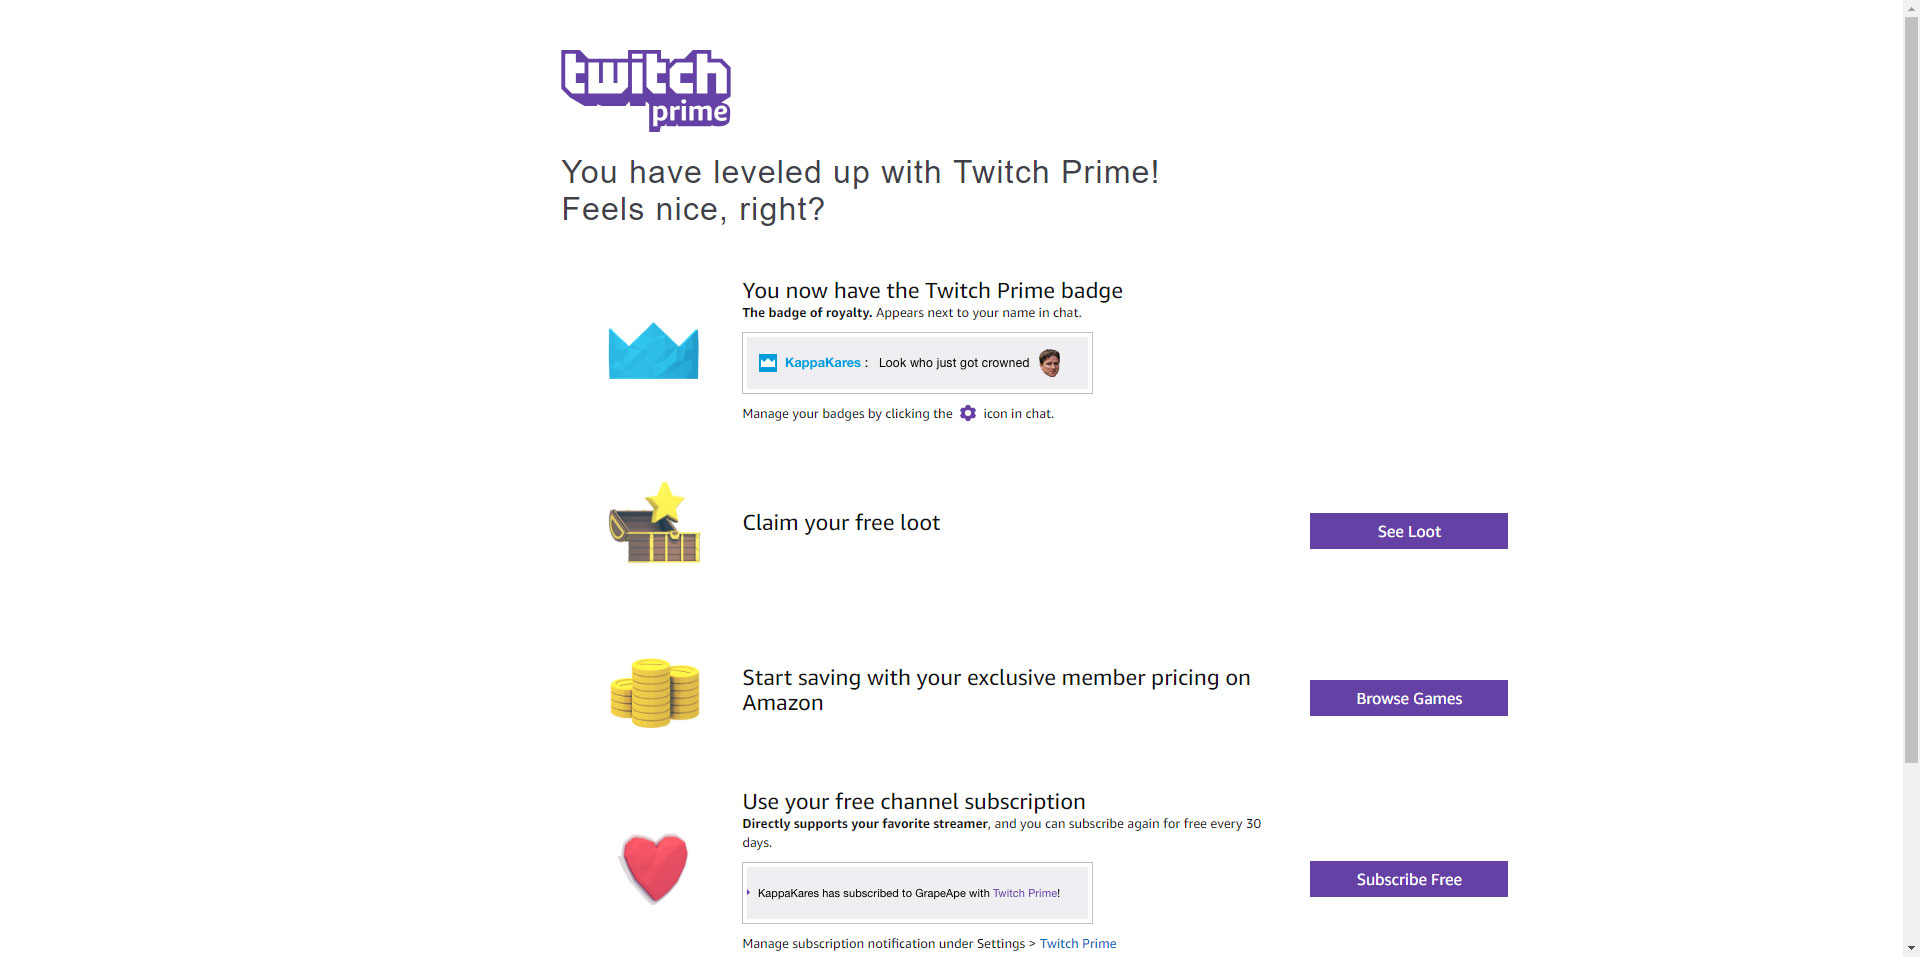 twitch
prime
You have leveled up with Twitch Prime!
Feels nice, right?
You now have the Twitch Prime badge
The badge of royalty. Appears next to your name in chat.
KappaKares : Look who just got crowned
Manage your badges by clicking the icon in chat.
Claim your free loot
See Loot
Start saving with your exclusive member pricing on
Amazon
Browse Games
Use your free channel subscription
Directly supports your favorite streamer, and you can subscribe again for free every 30
days.
KappaKares has subscribed to GrapeApe with Twitch Prime!
Subscribe Free
Manage subscription notification under Settings > Twitch Prime